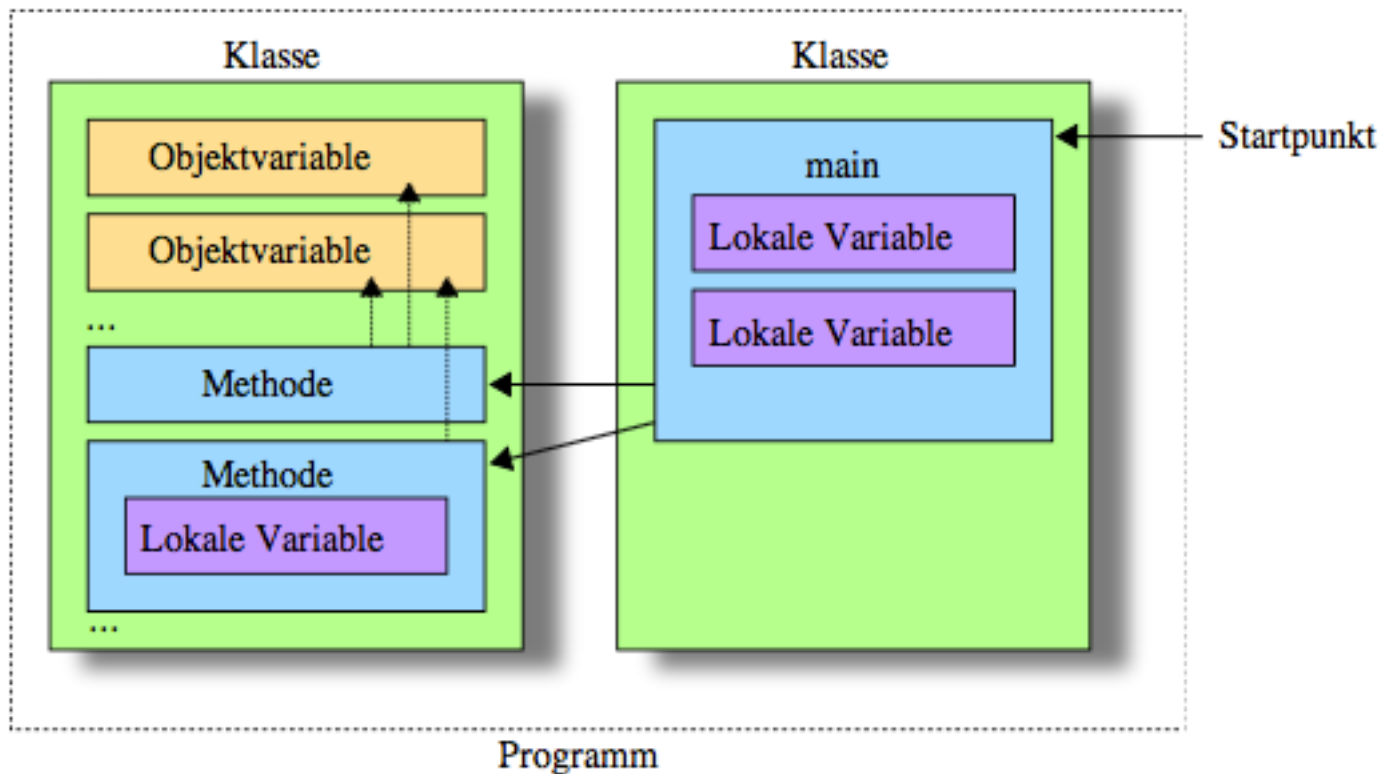 Klasse
Objektvariable
Objektvariable
...
Methode
Methode
Lokale Variable
...
Klasse
main
Lokale Variable
Lokale Variable
Startpunkt
Programm